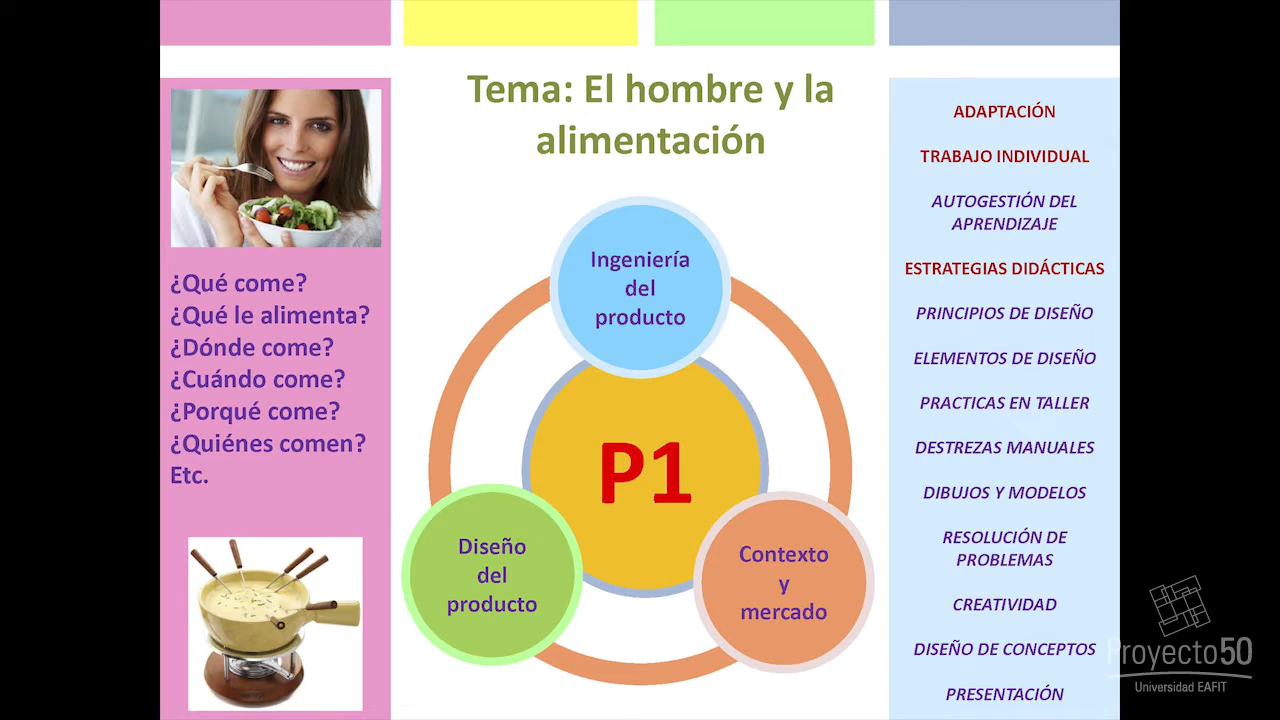 Tema: El hombre y la
alimentación
¿Qué come?
¿Qué le alimenta?
¿Dónde come?
¿Cuándo come?
¿Porqué come?
¿Quiénes comen?
Etc.
Ingeniería
del
producto
P1
Diseño
del
producto
Contexto
y
mercado
ADAPTACIÓN
TRABAJO INDIVIDUAL
AUTOGESTIÓN DEL
APRENDIZAJE
ESTRATEGIAS DIDÁCTICAS
PRINCIPIOS DE DISEÑO
ELEMENTOS DE DISEÑO
PRACTICAS EN TALLER
DESTREZAS MANUALES
DIBUJOS Y MODELOS
RESOLUCIÓN DE
PROBLEMAS
CREATIVIDAD
DISEÑO DE CONCEPTOS
PRESENTACIÓN
Proyecto50
Universidad EAFIT